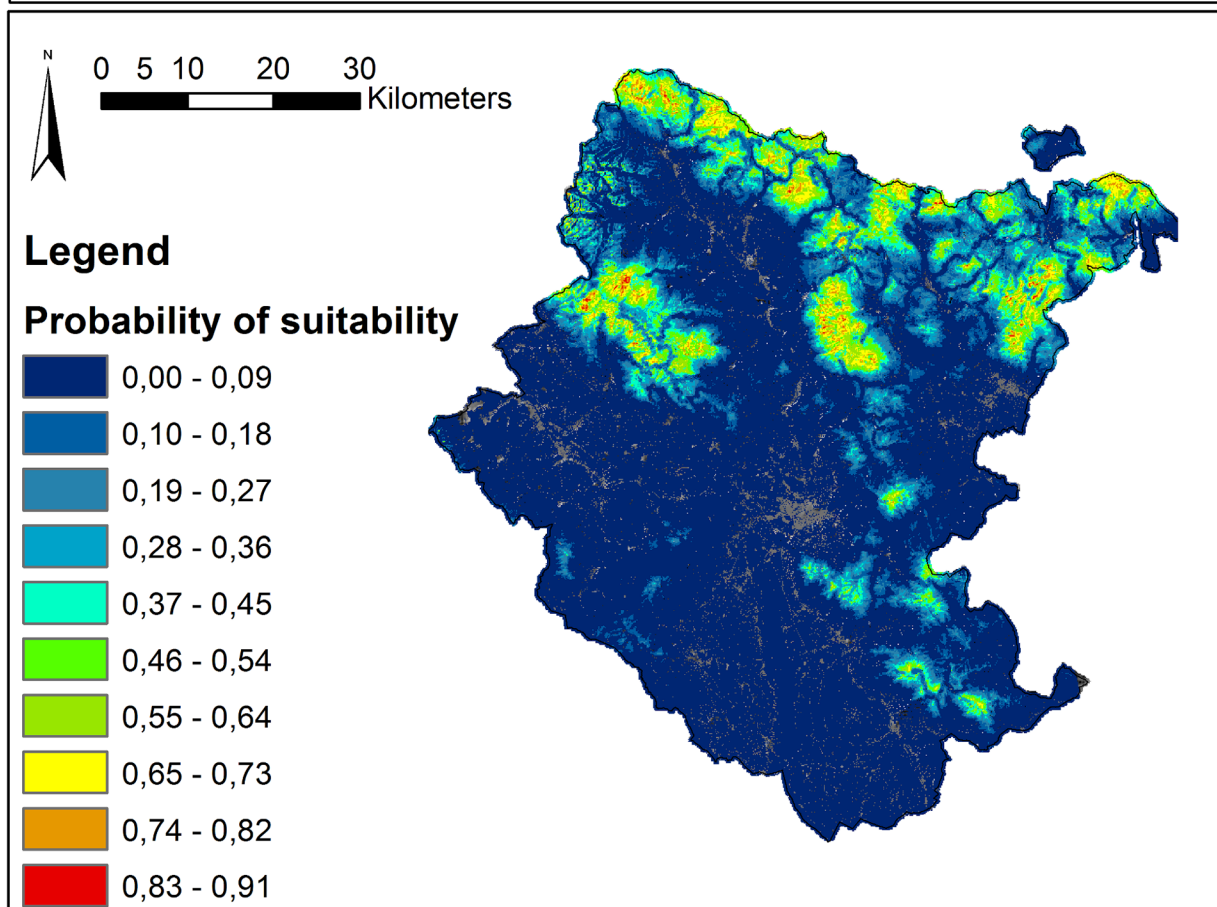 N
0 5 10 20 30
Kilometers
Legend
Probability of suitability
0,00 - 0,09
0,10 - 0,18
0,19 - 0,27
0,28 - 0,36
0,37 - 0,45
0,46 - 0,54
0,55 - 0,64
0,65 - 0,73
0,74 - 0,82
0,83 - 0,91